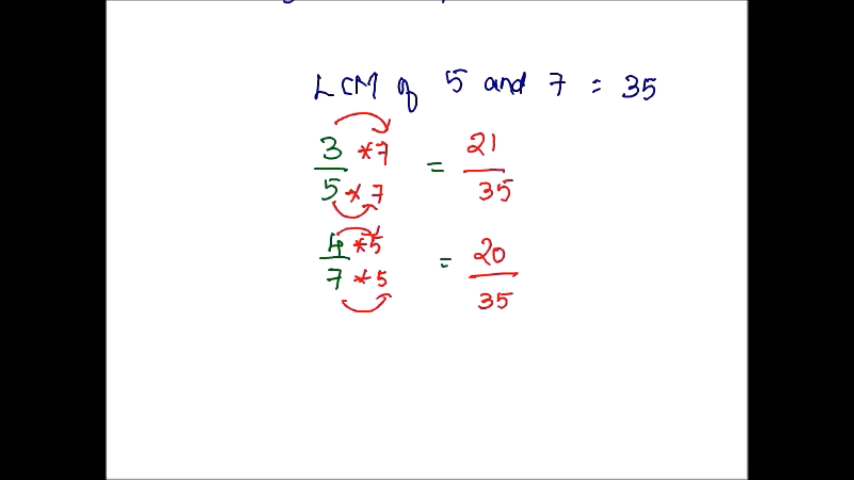 LCM of 5 and 7 = 35
3 *7 = 21
5 * 7 35
4 *5 = 20
7 *5 35